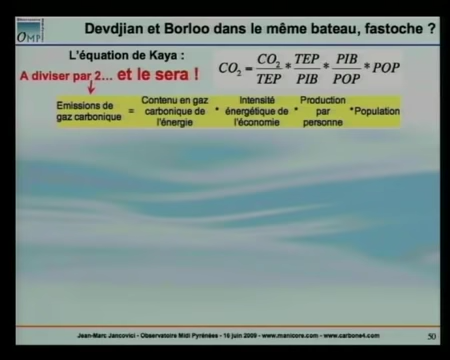 OMP
Devdjian et Borloo dans le même bateau, fastoche ?
L'équation de Kaya :
CO₂ = CO₂/TEP * TEP/PIB * PIB/POP * POP
A diviser par 2... et le sera !
Emissions de gaz carbonique = Contenu en gaz carbonique de l'énergie * Intensité énergétique de l'économie * Production par personne * Population
Jean-Marc Jancovici - Observatoire Midi Pyrénées - 16 juin 2009 - www.manicore.com - www.carbone4.com
50